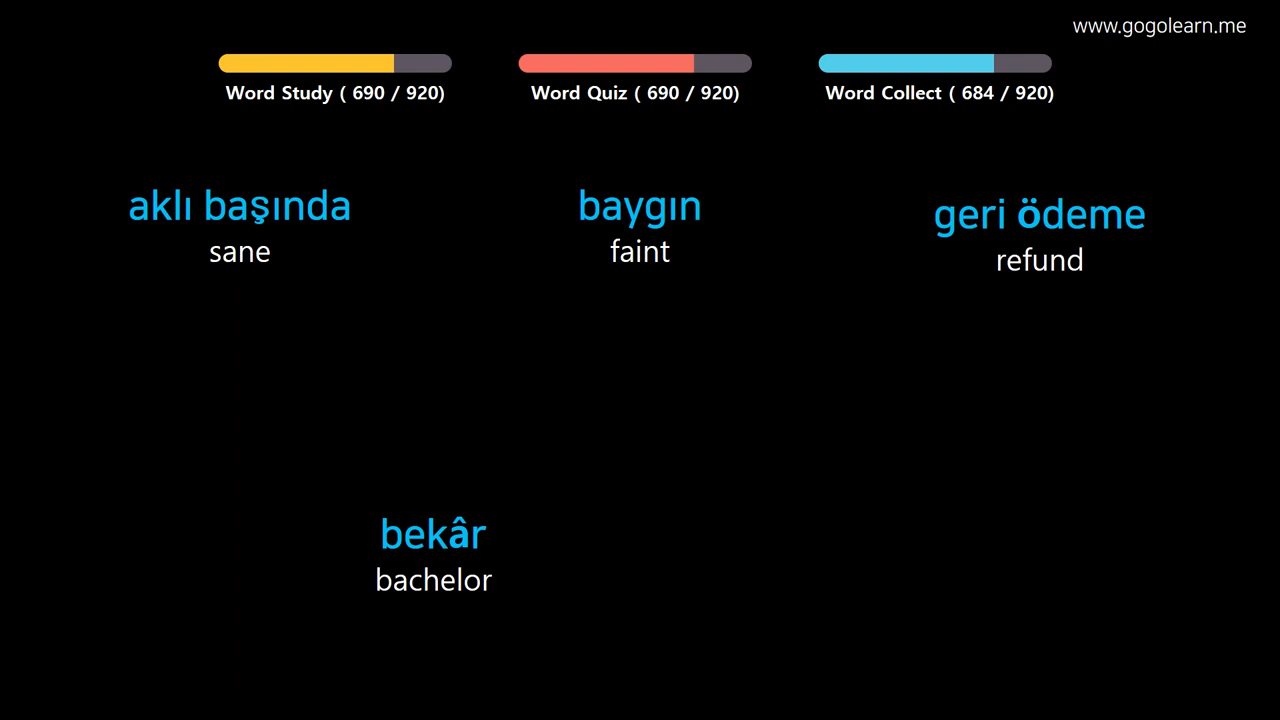 www.gogolearn.me
Word Study ( 690 / 920)
Word Quiz ( 690 / 920)
Word Collect ( 684 / 920)
aklı başında
sane
baygın
faint
geri ödeme
refund
bekâr
bachelor